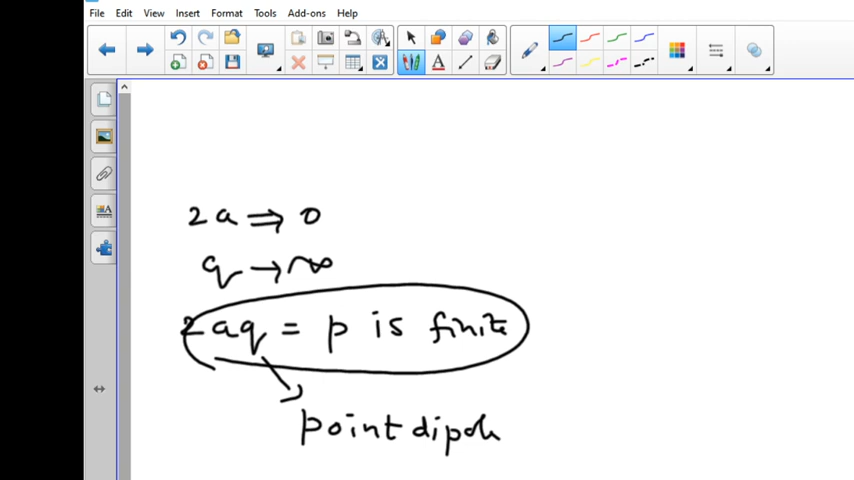 File Edit View Insert Format Tools Add-ons Help
2a ⇒ 0
q → ∞
2aq = p is finite
point dipole